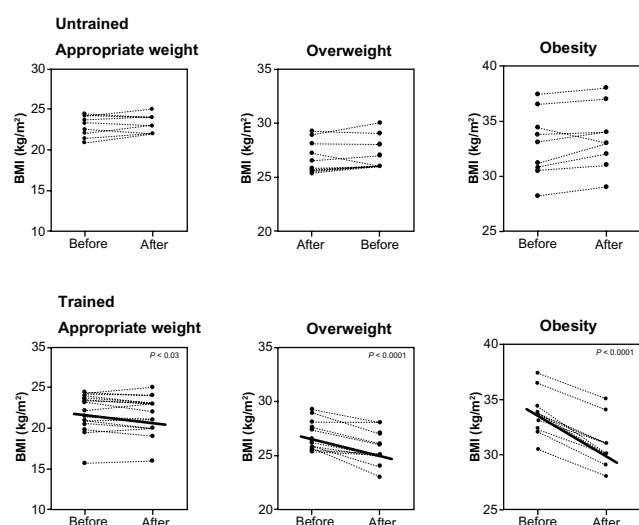 Untrained
Appropriate weight
BMI (kg/m²)
30
25
20
15
10
Before
After
Overweight
BMI (kg/m²)
35
30
25
20
After
Before
Obesity
BMI (kg/m²)
40
35
30
25
Before
After
Trained
Appropriate weight
P < 0.03
BMI (kg/m²)
35
25
20
15
10
Before
After
Overweight
P < 0.0001
BMI (kg/m²)
35
30
25
20
Before
After
Obesity
P < 0.0001
BMI (kg/m²)
40
35
30
25
Before
After